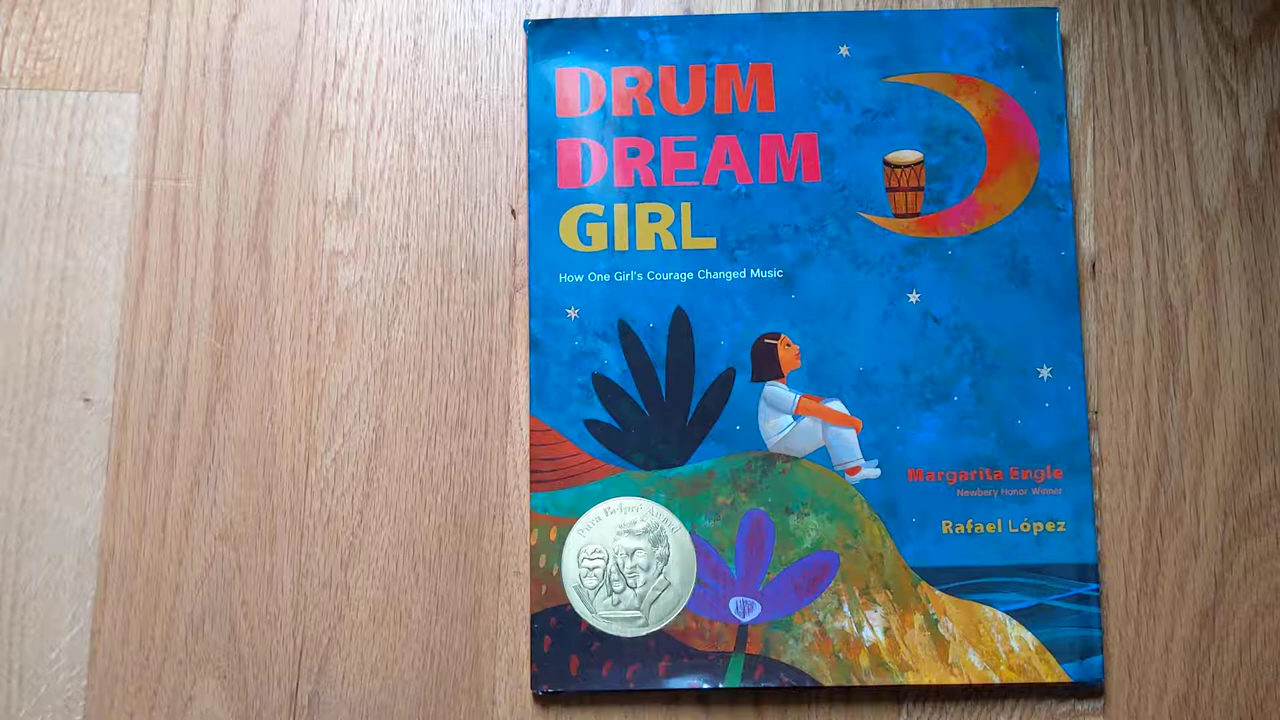 DRUM
DREAM
GIRL
How One Girl's Courage Changed Music
Margarita Engle
Newbery Honor Winner
Rafael López
Pura Belpré Award